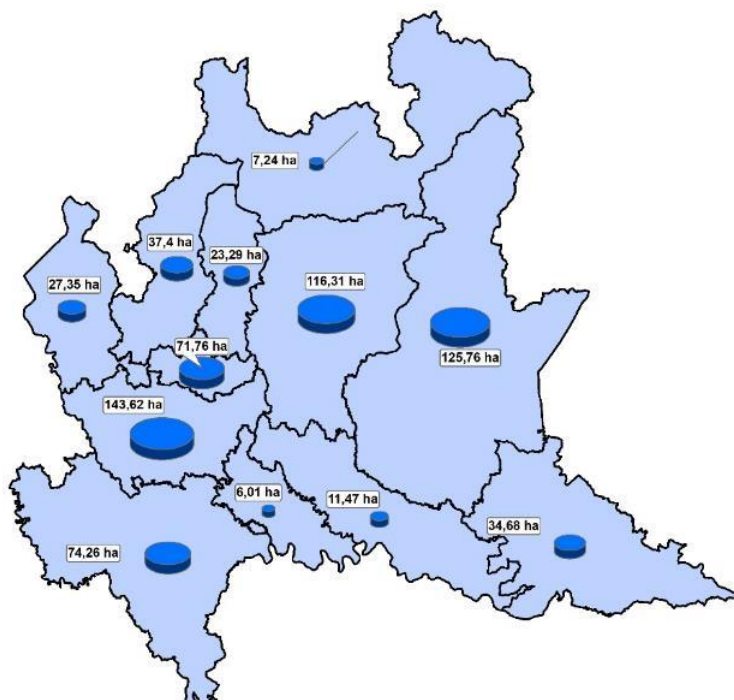 7,24 ha
37,4 ha
23,29 ha
27,35 ha
116,31 ha
71,76 ha
125,76 ha
143,62 ha
6,01 ha
11,47 ha
34,68 ha
74,26 ha